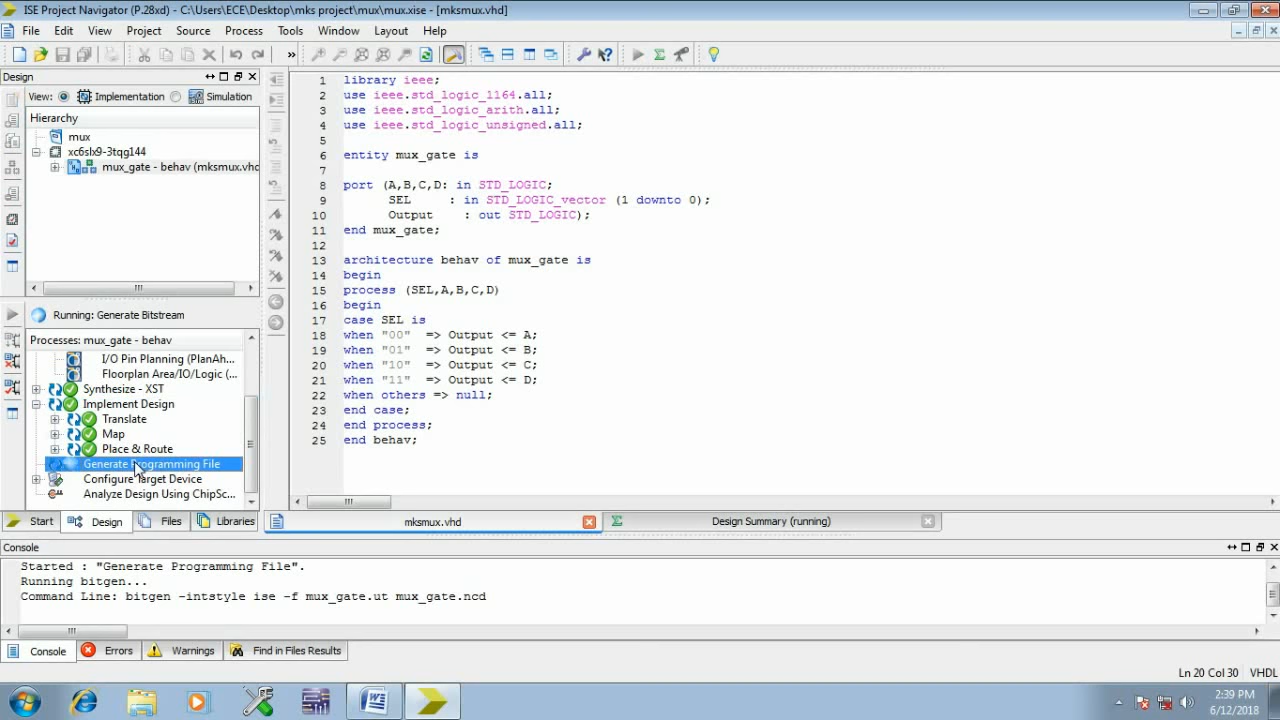 ISE Project Navigator (P.28xd) - C:\Users\ECE\Desktop\mks project\mux\mux.xise - [mksmux.vhd]
File Edit View Project Source Process Tools Window Layout Help
Design
View: Implementation Simulation
Hierarchy
mux
xc6slx9-3tqg144
mux_gate - behav (mksmux.vhd
Running: Generate Bitstream
Processes: mux_gate - behav
I/O Pin Planning (PlanAh...
Floorplan Area/IO/Logic (...
Synthesize - XST
Implement Design
Translate
Map
Place & Route
Generate Programming File
Configure Target Device
Analyze Design Using ChipSc...
Start Design Files Libraries
1 library ieee;
2 use ieee.std_logic_1164.all;
3 use ieee.std_logic_arith.all;
4 use ieee.std_logic_unsigned.all;
5
6 entity mux_gate is
7
8 port (A,B,C,D: in STD_LOGIC;
9 SEL : in STD_LOGIC_vector (1 downto 0);
10 Output : out STD_LOGIC);
11 end mux_gate;
12
13 architecture behav of mux_gate is
14 begin
15 process (SEL,A,B,C,D)
16 begin
17 case SEL is
18 when "00" => Output <= A;
19 when "01" => Output <= B;
20 when "10" => Output <= C;
21 when "11" => Output <= D;
22 when others => null;
23 end case;
24 end process;
25 end behav;
mksmux.vhd Design Summary (running)
Console
Started : "Generate Programming File".
Running bitgen...
Command Line: bitgen -intstyle ise -f mux_gate.ut mux_gate.ncd
Console Errors Warnings Find in Files Results
Ln 20 Col 30 VHDL
2:39 PM
6/12/2018